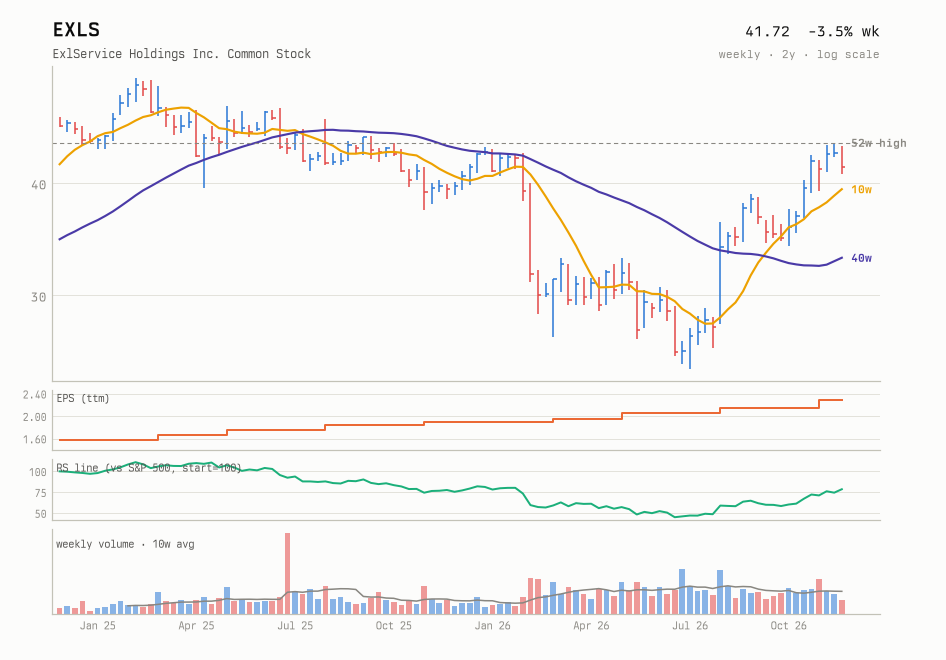 EXLS
41.72 -3.5% wk
ExlService Holdings Inc. Common Stock
weekly · 2y · log scale
52w high
40
10w
40w
30
2.40
EPS (ttm)
2.00
1.60
RS line (vs S&P 500, start=100)
100
75
50
weekly volume · 10w avg
Jan 25
Apr 25
Jul 25
Oct 25
Jan 26
Apr 26
Jul 26
Oct 26